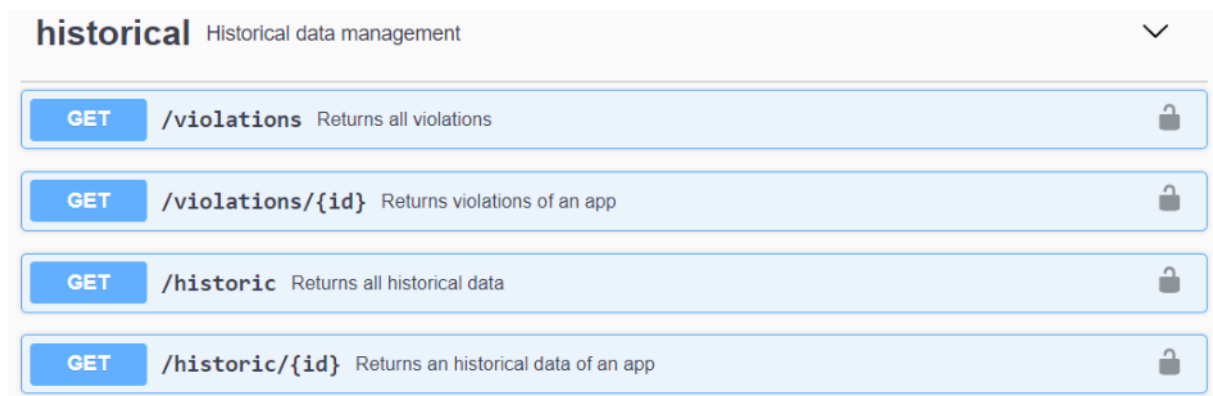 historical Historical data management
GET /violations Returns all violations
GET /violations/{id} Returns violations of an app
GET /historic Returns all historical data
GET /historic/{id} Returns an historical data of an app